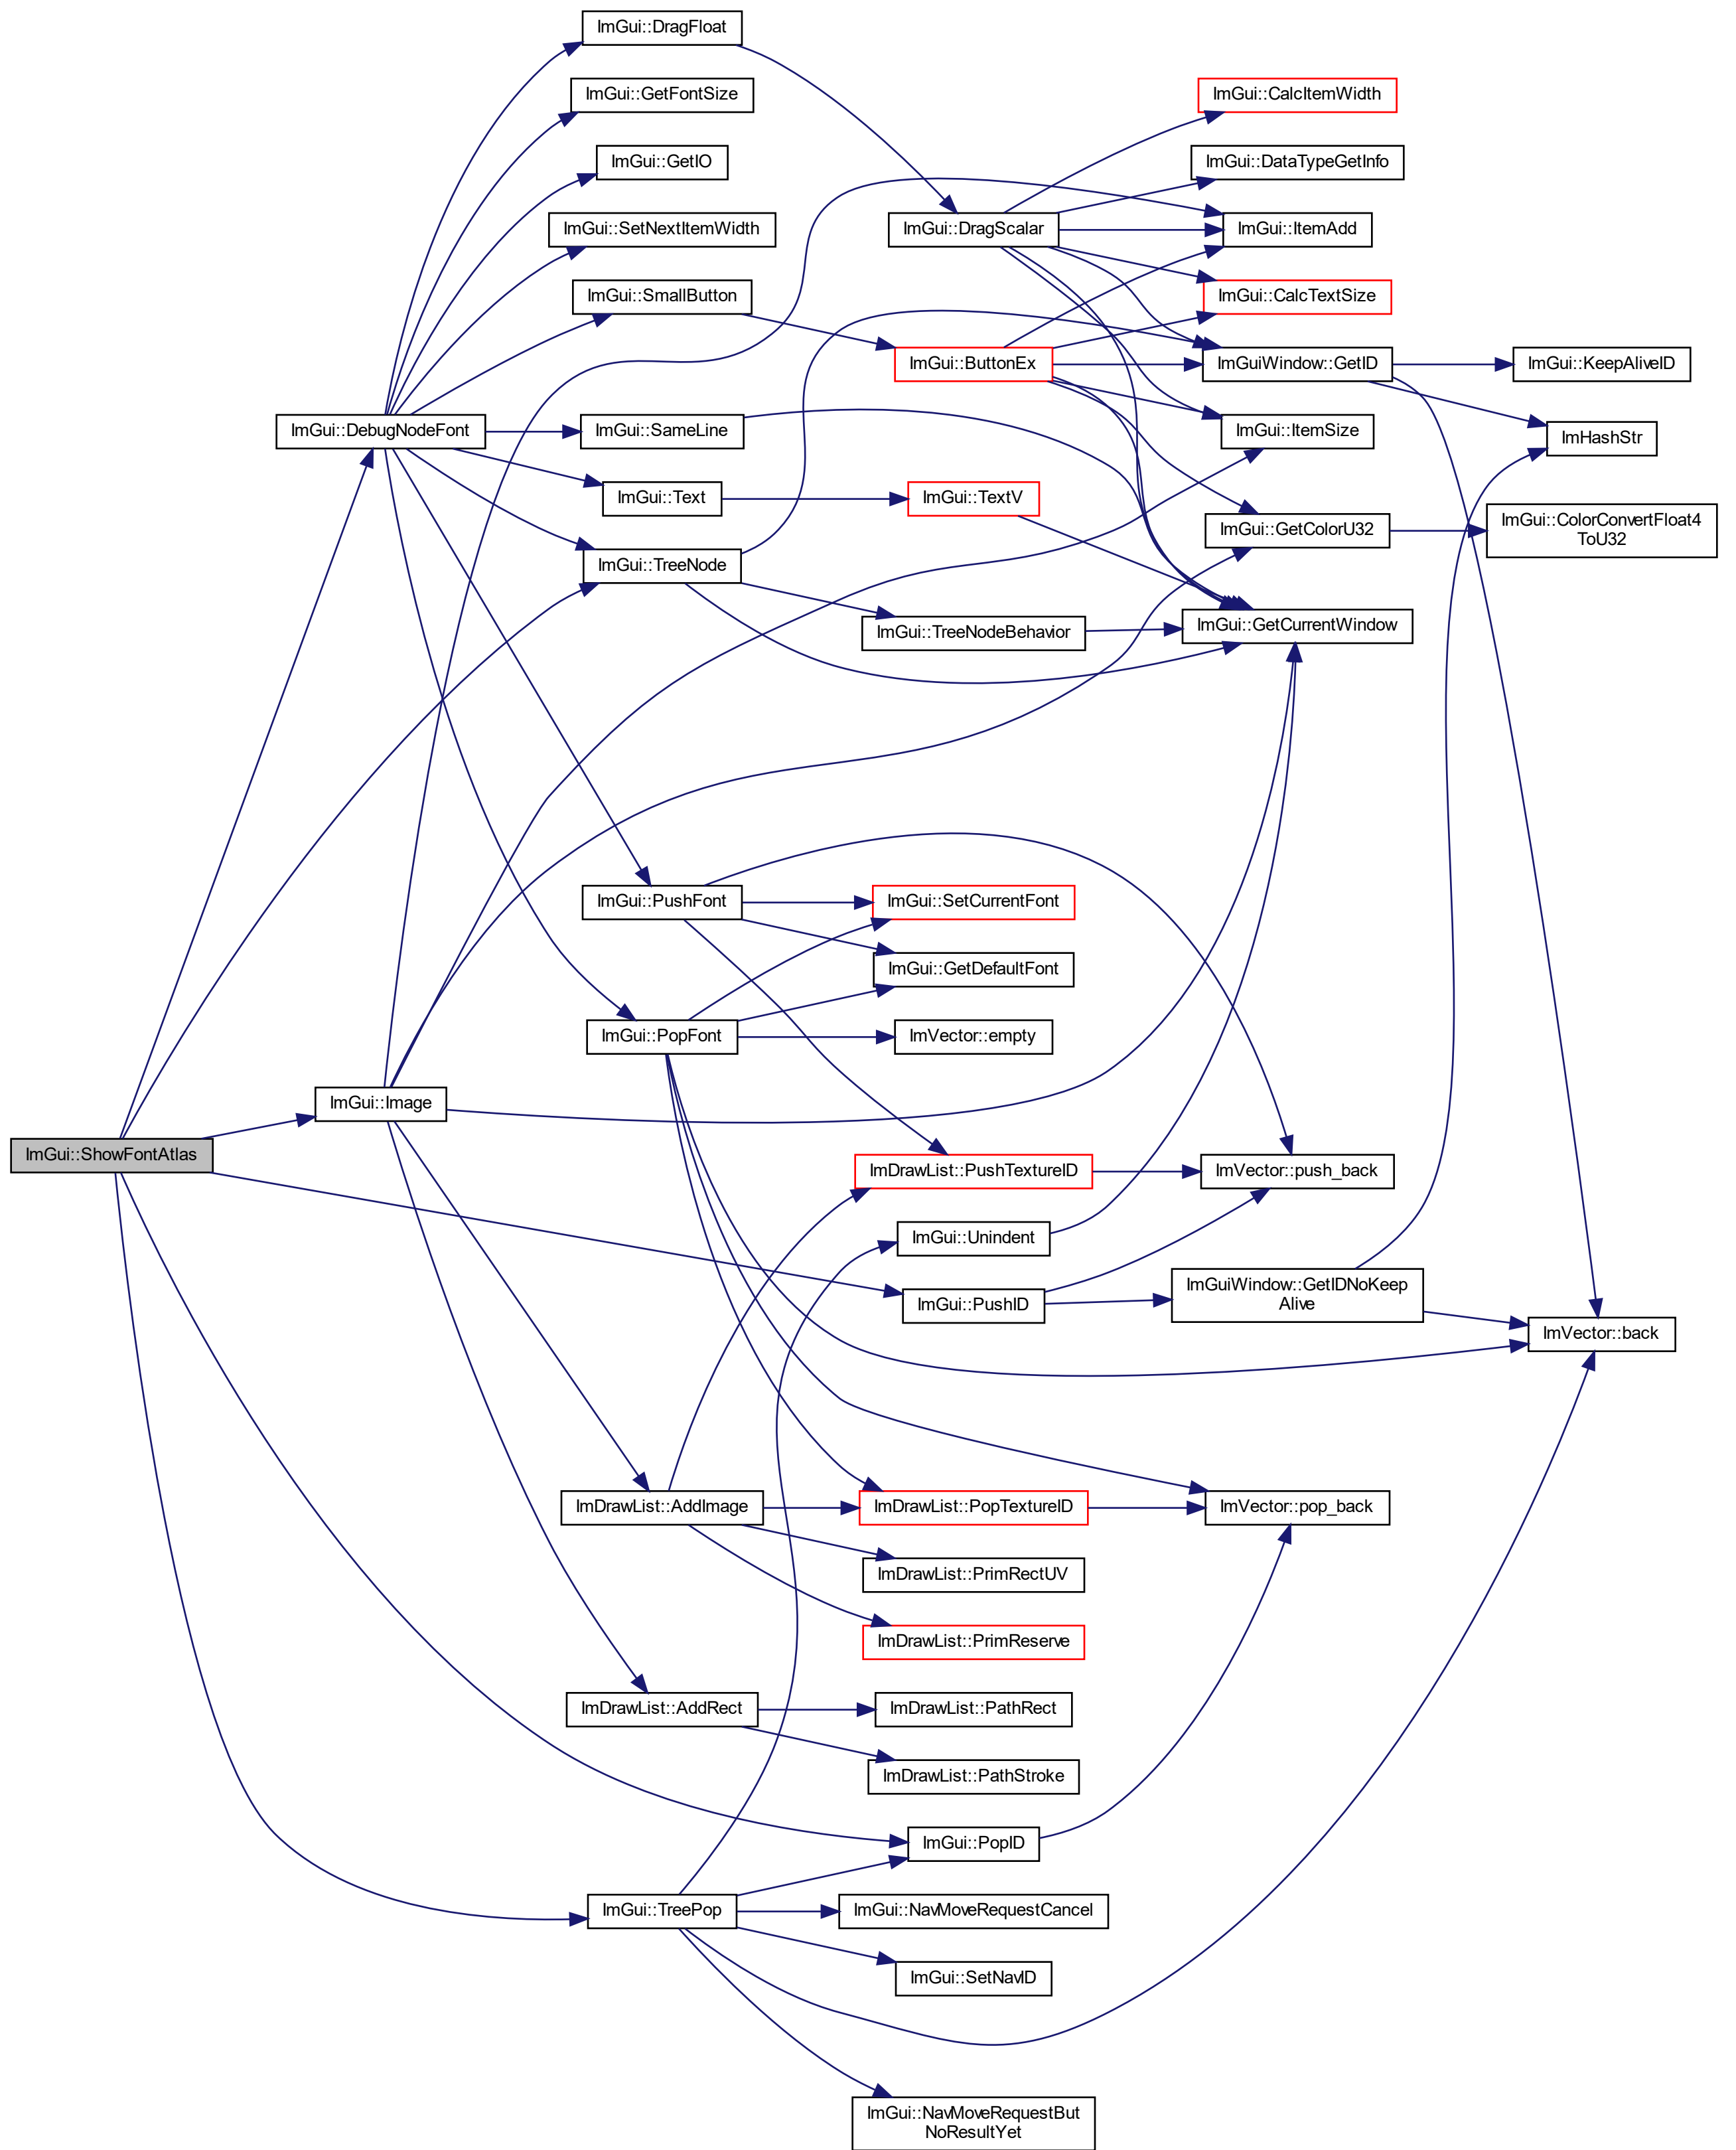 ImGui::DragFloat
ImGui::GetFontSize
ImGui::CalcItemWidth
ImGui::GetIO
ImGui::DataTypeGetInfo
ImGui::SetNextItemWidth
ImGui::DragScalar
ImGui::ItemAdd
ImGui::SmallButton
ImGui::CalcTextSize
ImGui::ButtonEx
ImGuiWindow::GetID
ImGui::KeepAliveID
ImGui::DebugNodeFont
ImGui::SameLine
ImGui::ItemSize
ImHashStr
ImGui::Text
ImGui::TextV
ImGui::GetColorU32
ImGui::ColorConvertFloat4
ToU32
ImGui::TreeNode
ImGui::TreeNodeBehavior
ImGui::GetCurrentWindow
ImGui::PushFont
ImGui::SetCurrentFont
ImGui::GetDefaultFont
ImGui::PopFont
ImVector::empty
ImGui::Image
ImGui::ShowFontAtlas
ImDrawList::PushTextureID
ImVector::push_back
ImGui::Unindent
ImGui::PushID
ImGuiWindow::GetIDNoKeep
Alive
ImVector::back
ImDrawList::AddImage
ImDrawList::PopTextureID
ImVector::pop_back
ImDrawList::PrimRectUV
ImDrawList::PrimReserve
ImDrawList::AddRect
ImDrawList::PathRect
ImDrawList::PathStroke
ImGui::PopID
ImGui::TreePop
ImGui::NavMoveRequestCancel
ImGui::SetNavID
ImGui::NavMoveRequestBut
NoResultYet